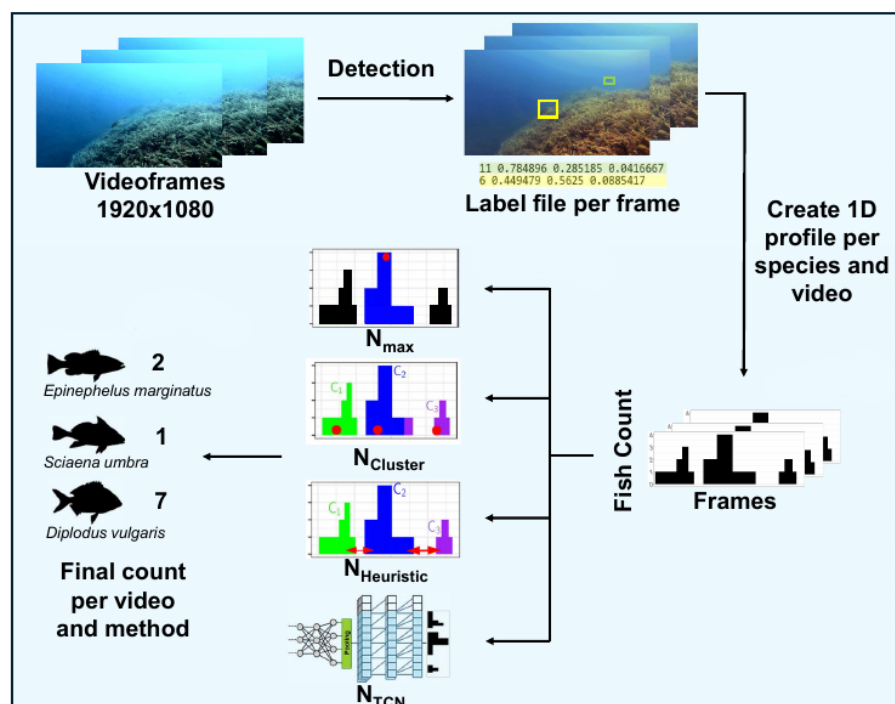 Detection
Videoframes
1920x1080
11 0.784896 0.285185 0.0416667
6 0.449479 0.5625 0.0885417
Label file per frame
Create 1D
profile per
species and
video
Nmax
C1
C2
C3
NCluster
C1
C2
C3
NHeuristic
NTCN
Pooling
Fish Count
Frames
2
Epinephelus marginatus
1
Sciaena umbra
7
Diplodus vulgaris
Final count
per video
and method